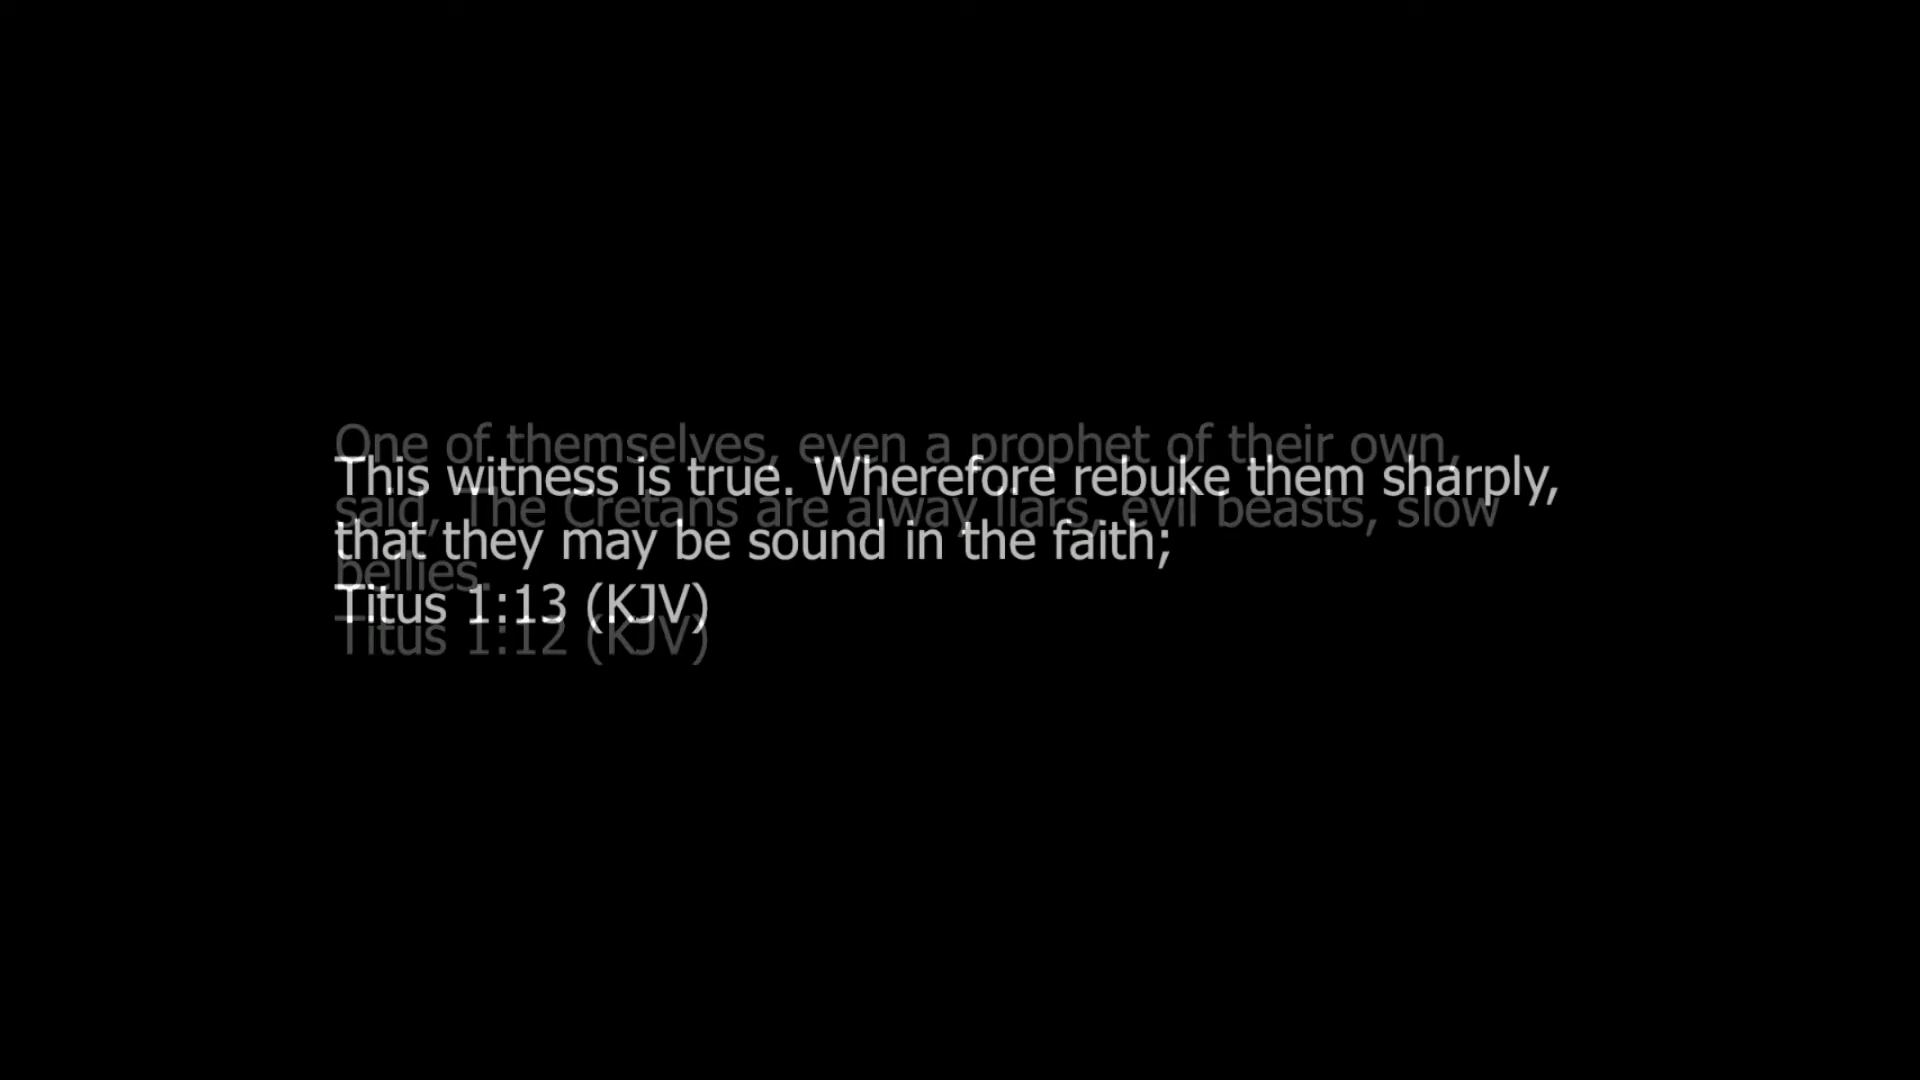 One of themselves, even a prophet of their own,
said, The Cretans are alway liars, evil beasts, slow
bellies.
Titus 1:12 (KJV)
This witness is true. Wherefore rebuke them sharply,
that they may be sound in the faith;
Titus 1:13 (KJV)